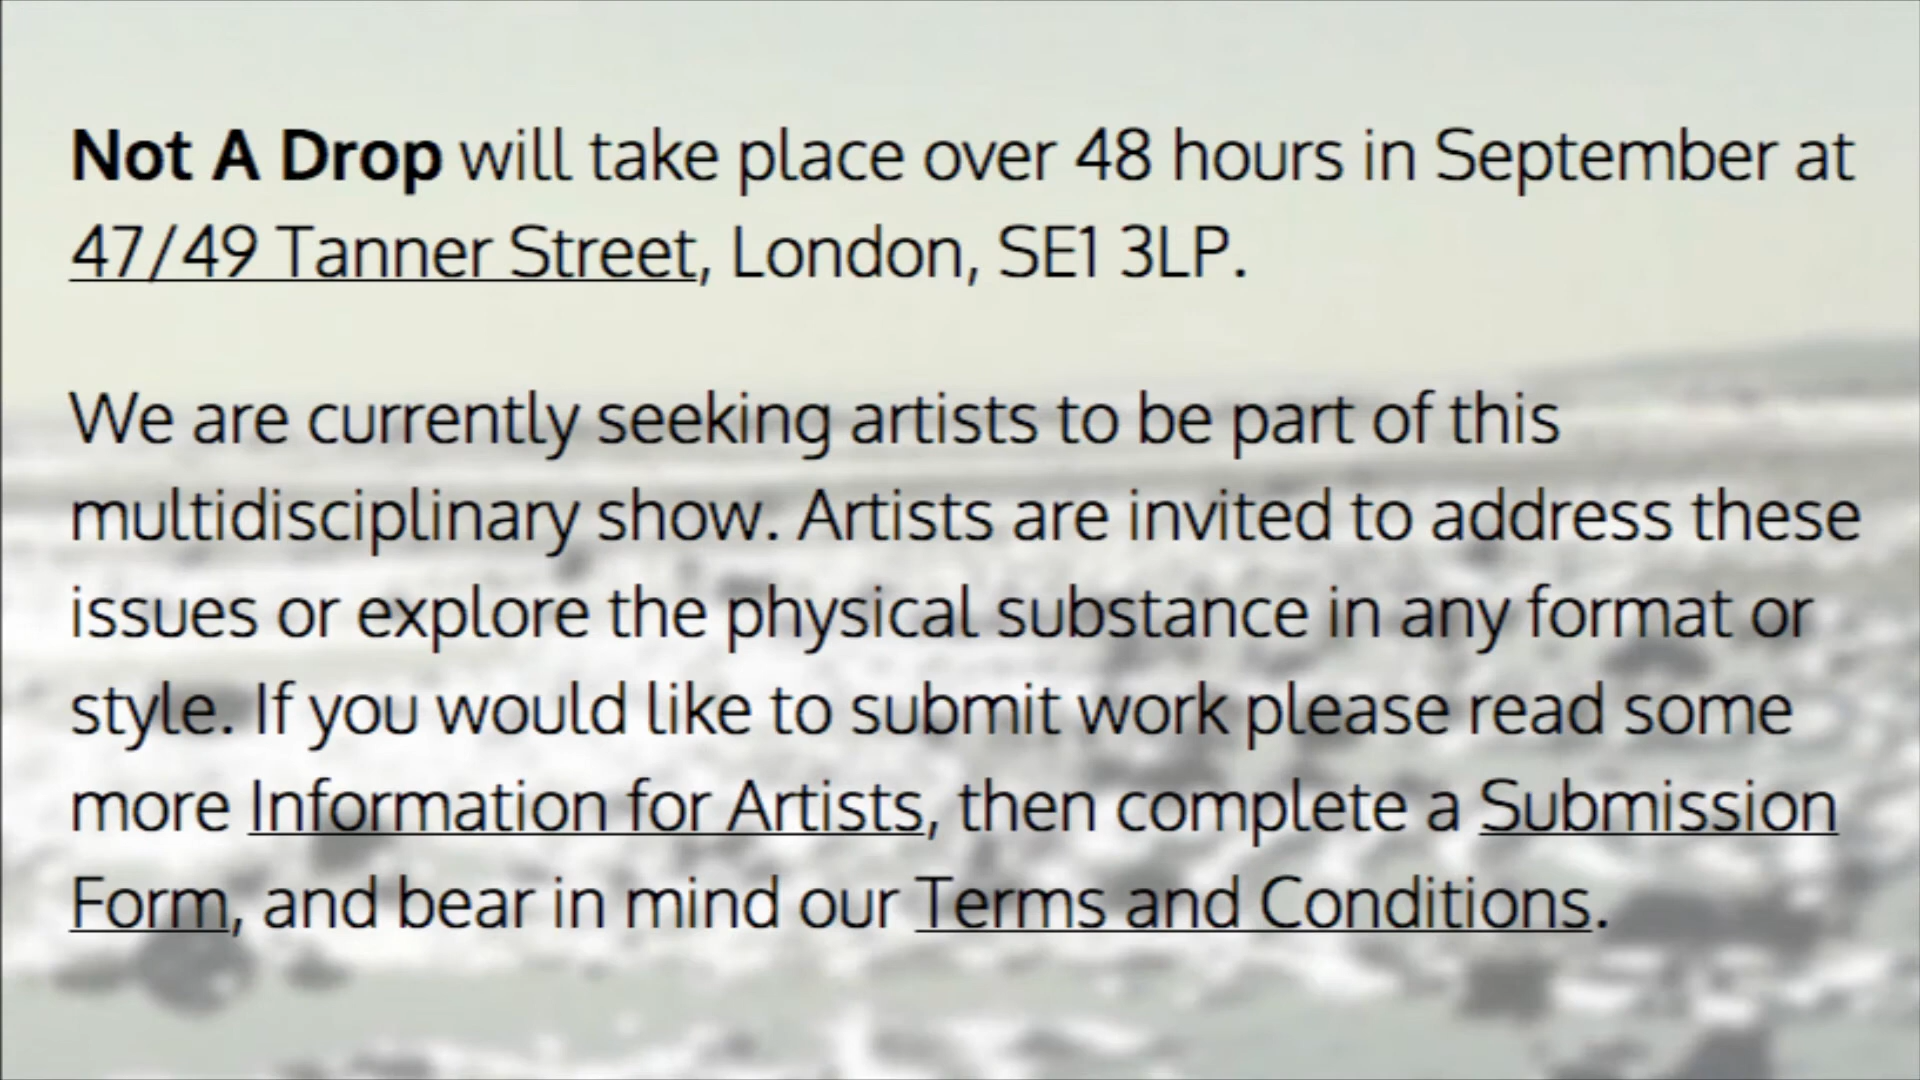 Not A Drop will take place over 48 hours in September at
47/49 Tanner Street, London, SE1 3LP.
We are currently seeking artists to be part of this
multidisciplinary show. Artists are invited to address these
issues or explore the physical substance in any format or
style. If you would like to submit work please read some
more Information for Artists, then complete a Submission
Form, and bear in mind our Terms and Conditions.